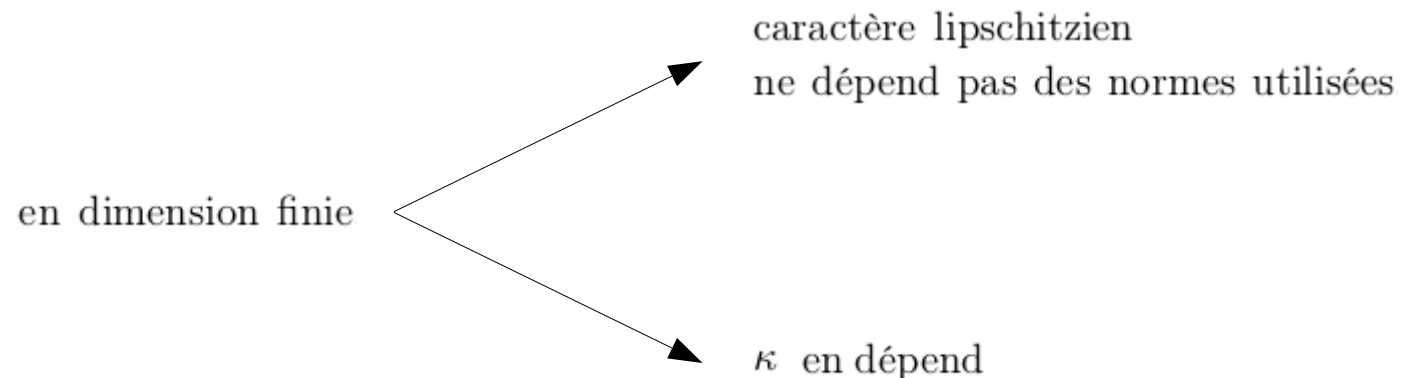 caractère lipschitzien
ne dépend pas des normes utilisées
en dimension finie
κ en dépend